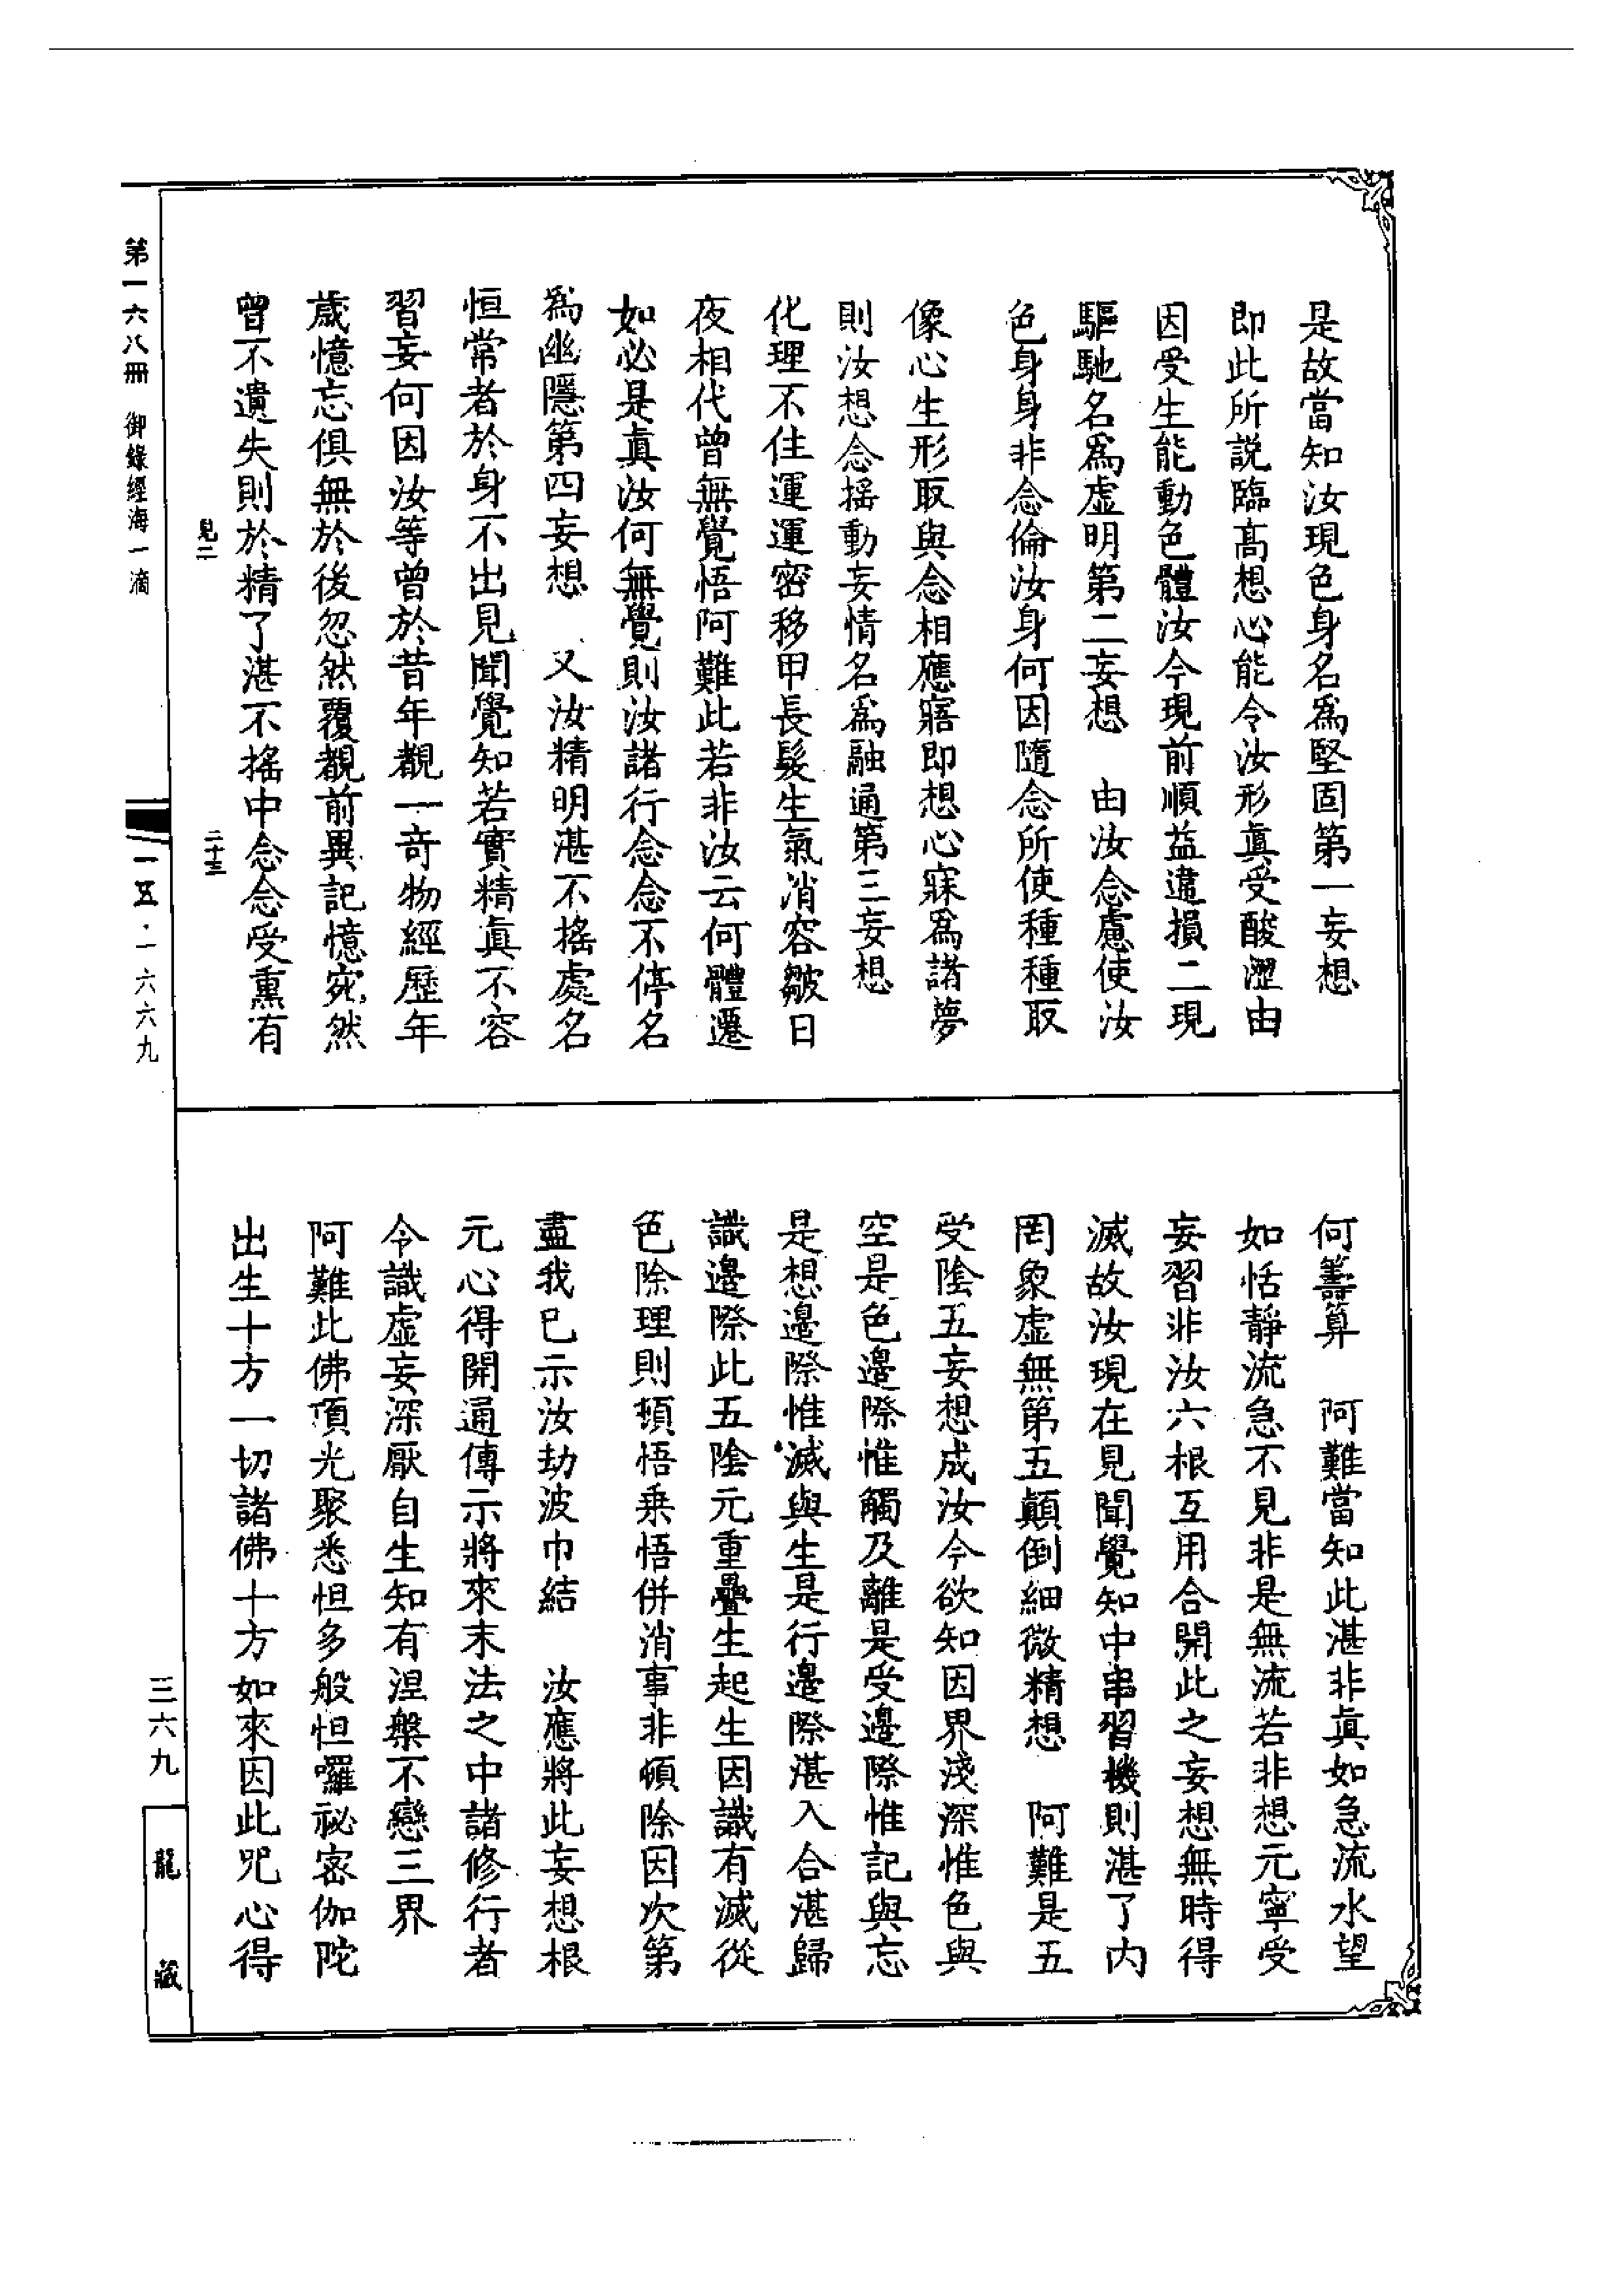 是故當知汝現色身名爲堅固第一妄想
即此所説臨高想心能令汝形眞受酸澀由
因受生能動色體汝今現前順益違損二現
驅馳名爲虛明第二妄想　由汝念慮使汝
色身身非念倫汝身何因隨念所使種種取
像心生形取與念相應寤即想心寐爲諸夢
則汝想念搖動妄情名爲融通第三妄想
化理不住運運密移甲長髮生氣消容皺日
夜相代曾無覺悟阿難此若非汝云何體遷
如必是眞汝何無覺則汝諸行念念不停名
爲幽隱第四妄想　又汝精明湛不搖處名
恒常者於身不出見聞覺知若實精眞不容
習妄何因汝等曾於昔年覩一奇物經歷年
歲憶忘俱無於後忽然覆覩前異記憶宛然
曾不遺失則於精了湛不搖中念念受熏有
見二
二十三
第一六八冊　御錄經海一滴
一五·一六六九
何籌算　阿難當知此湛非眞如急流水望
如恬靜流急不見非是無流若非想元寧受
妄習非汝六根互用合開此之妄想無時得
滅故汝現在見聞覺知中串習機則湛了內
罔象虛無第五顚倒細微精想　阿難是五
受陰五妄想成汝今欲知因界淺深惟色與
空是色邊際惟觸及離是受邊際惟記與忘
是想邊際惟滅與生是行邊際湛入合湛歸
識邊際此五陰元重疊生起生因識有滅從
色除理則頓悟乗悟併消事非頓除因次第
盡我已示汝劫波巾結　汝應將此妄想根
元心得開通傳示將來末法之中諸修行者
令識虛妄深厭自生知有涅槃不戀三界
阿難此佛頂光聚悉怛多般怛囉祕密伽陀
出生十方一切諸佛十方如來因此咒心得
三六九
龍藏